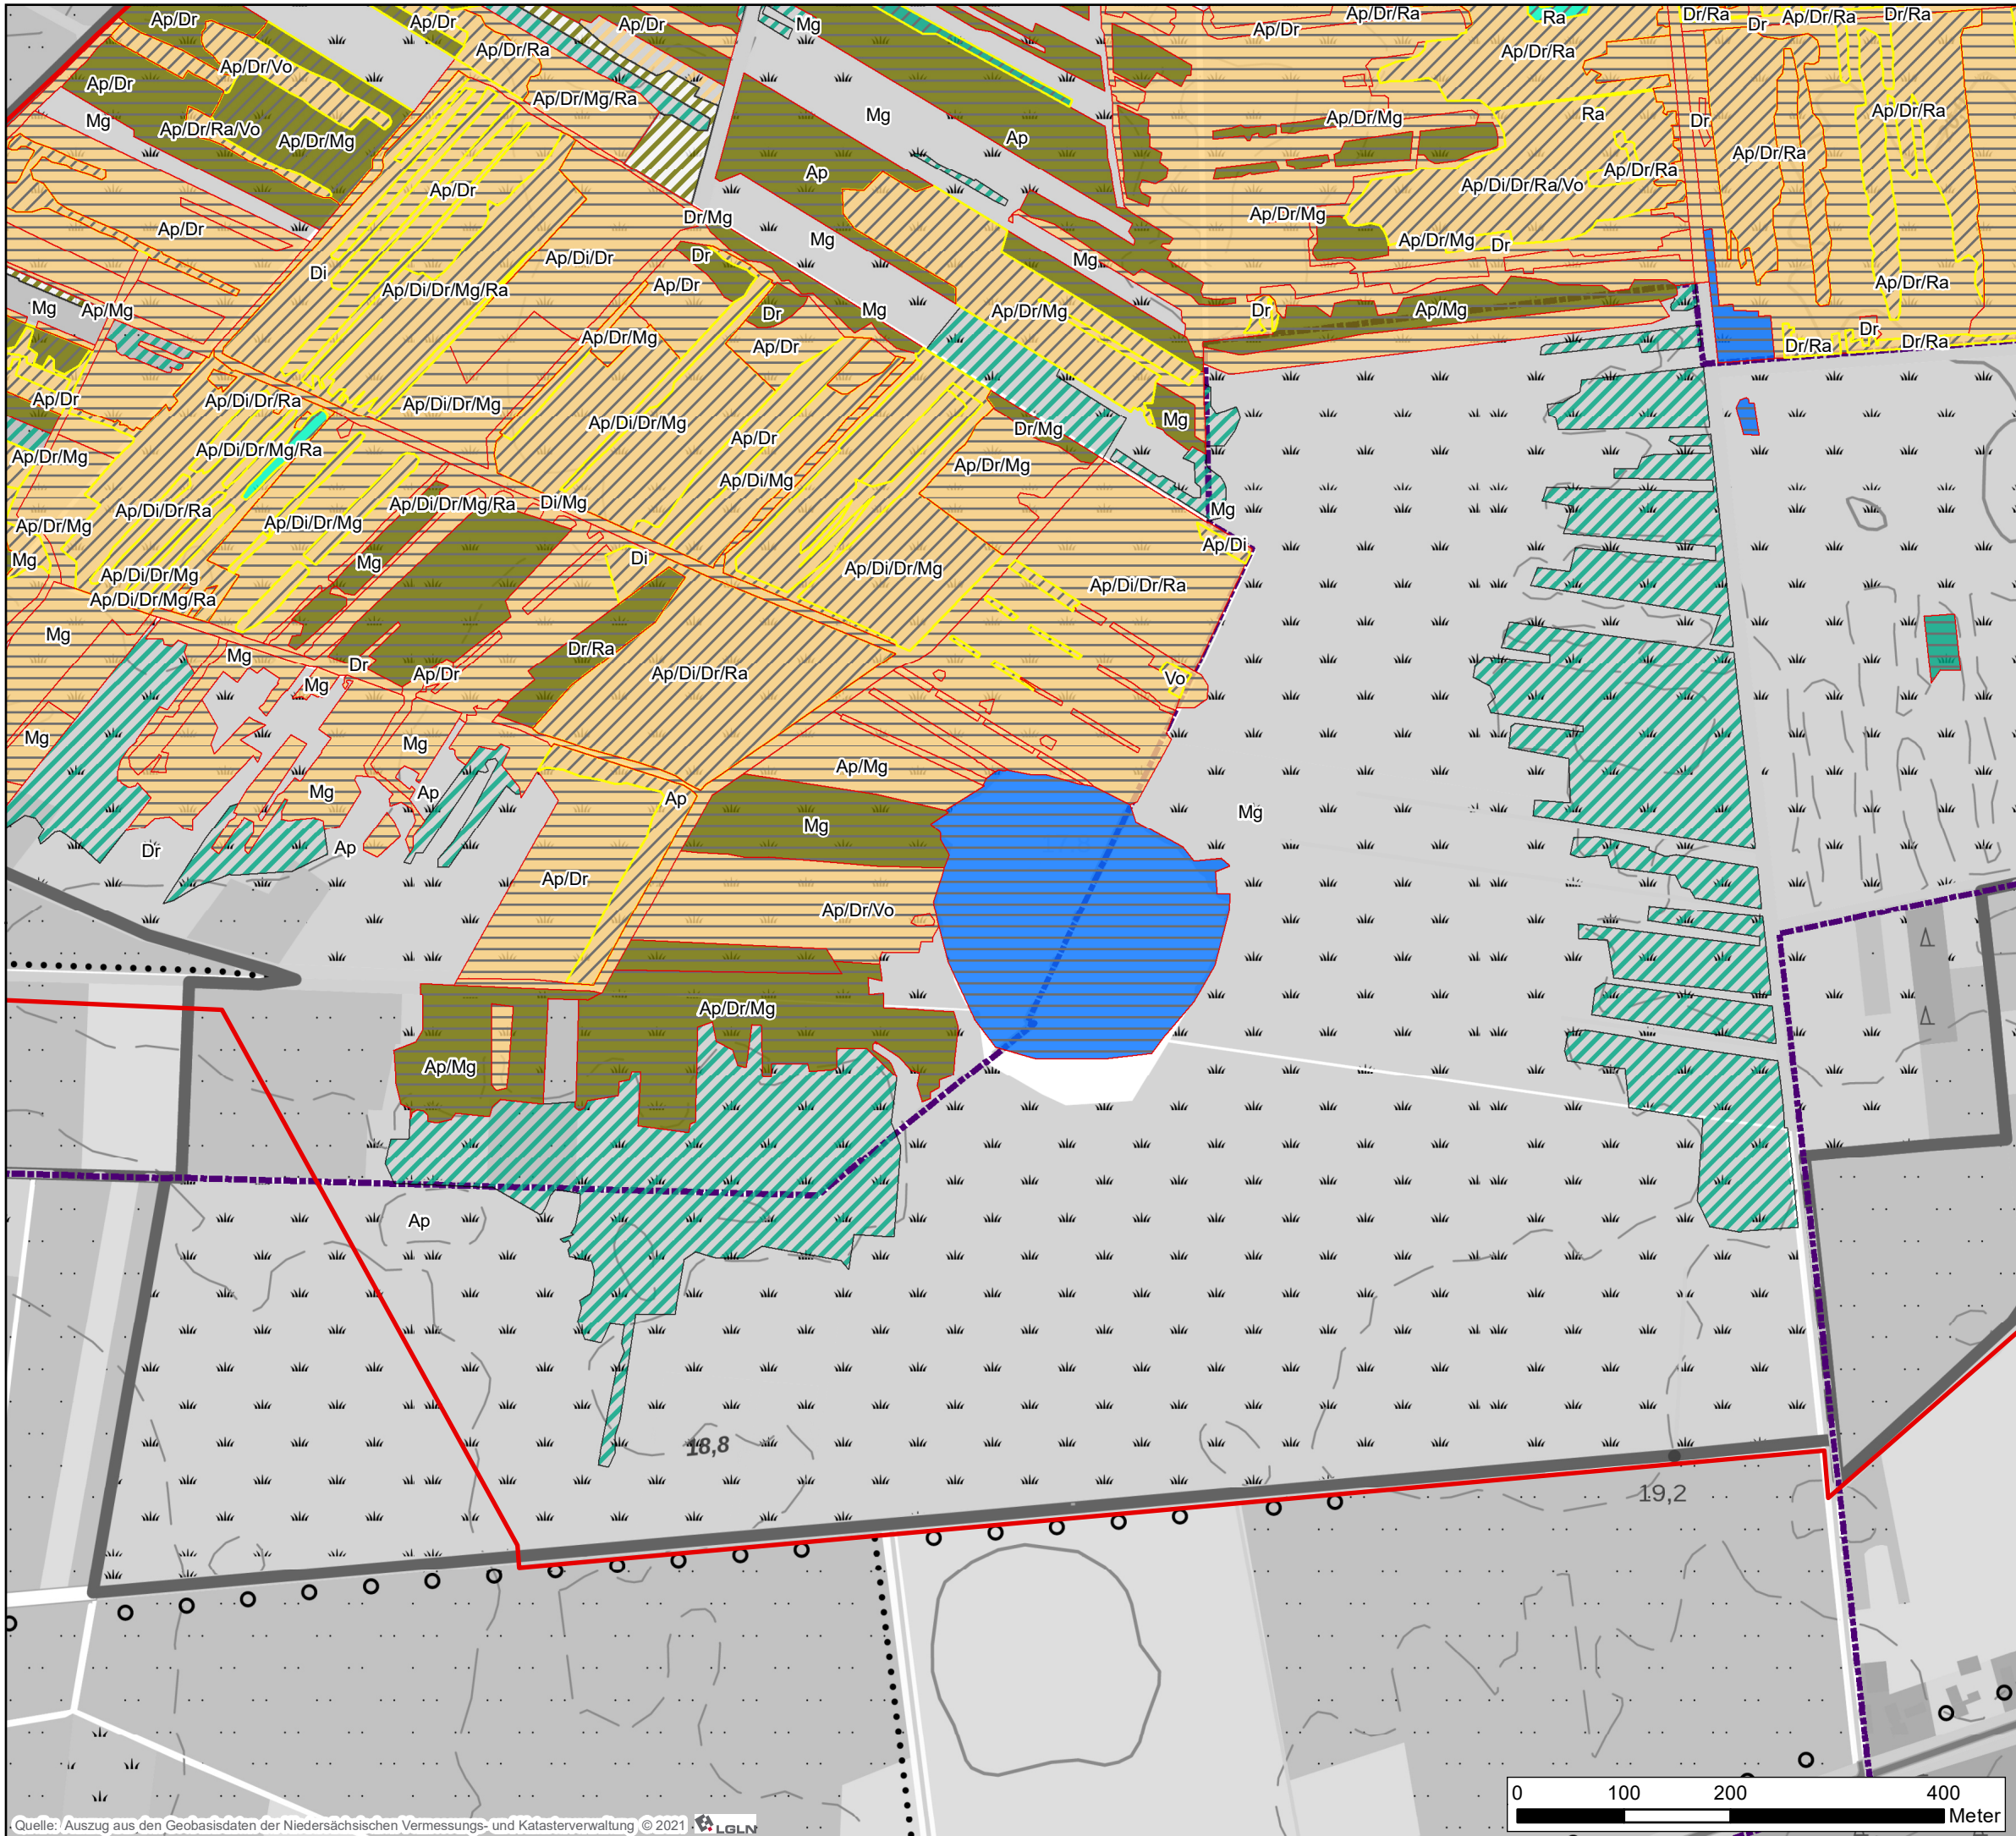 Ap/Dr
Ap/Dr
Ap/Dr
Mg
Ap/Dr
Ap/Dr/Ra
Ra
Dr/Ra
Dr
Ap/Dr/Ra
Dr/Ra
Ap/Dr/Vo
Ap/Dr/Ra
Ap/Dr/Ra
Ap/Dr
Ap/Dr/Mg/Ra
Mg
Ap/Dr/Mg
Ra
Dr
Ap/Dr/Ra
Mg
Ap/Dr/Ra/Vo
Ap/Dr/Mg
Ap
Ap/Dr/Ra
Ap
Ap/Dr/Ra
Ap/Di/Dr/Ra/Vo
Ap/Dr
Ap/Dr
Dr/Mg
Ap/Dr/Mg
Mg
Ap/Dr/Mg
Dr
Di
Ap/Di/Dr
Dr
Mg
Ap/Di/Dr/Mg/Ra
Ap/Dr
Ap/Dr/Ra
Mg
Ap/Mg
Dr
Mg
Ap/Dr/Mg
Dr
Ap/Mg
Ap/Dr/Mg
Ap/Dr
Dr/Ra
Dr
Dr/Ra
Ap/Dr
Ap/Di/Dr/Ra
Ap/Di/Dr/Mg
Ap/Di/Dr/Mg
Ap/Dr
Dr/Mg
Mg
Ap/Dr/Mg
Ap/Di/Dr/Mg/Ra
Ap/Di/Mg
Ap/Dr/Mg
Ap/Dr/Mg
Ap/Di/Dr/Ra
Ap/Di/Dr/Mg
Ap/Di/Dr/Mg/Ra
Di/Mg
Mg
Mg
Ap/Di/Dr/Mg
Mg
Di
Ap/Di/Dr/Mg
Ap/Di
Ap/Di/Dr/Mg/Ra
Ap/Di/Dr/Ra
Mg
Mg
Dr
Ap/Dr
Dr/Ra
Ap/Di/Dr/Ra
Vo
Mg
Mg
Mg
Mg
Ap
Ap
Ap/Mg
Mg
Mg
Dr
Ap
Ap/Dr
Ap/Dr/Vo
Ap/Dr/Mg
Ap/Mg
Ap
18,8
19,2
0 100 200 400
Meter
Quelle: Auszug aus den Geobasisdaten der Niedersächsischen Vermessungs- und Katasterverwaltung © 2021 LGLN